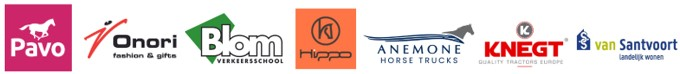 Pavo
Onori
fashion & gifts
Blom
VERKEERSSCHOOL
Hippo
ANEMONE
HORSE TRUCKS
KNEGT
QUALITY TRACTORS EUROPE
van Santvoort
landelijk wonen